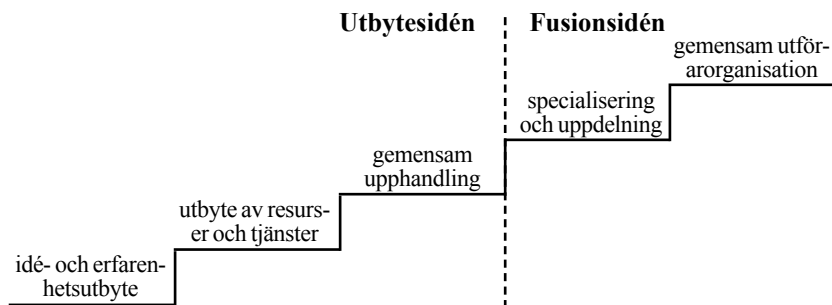 Utbytesidén
Fusionsidén
gemensam utför-
arorganisation
specialisering
och uppdelning
gemensam
upphandling
utbyte av resurs-
er och tjänster
idé- och erfaren-
hetsutbyte